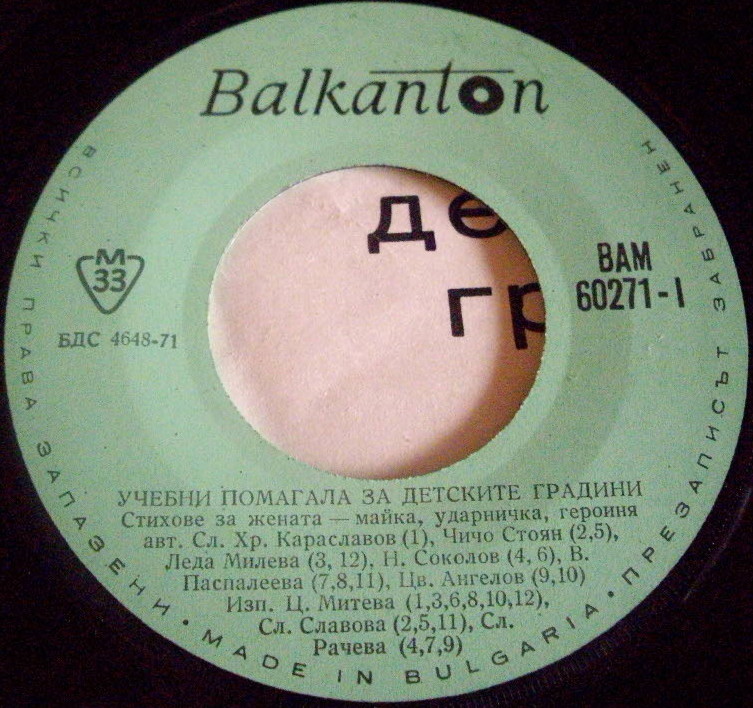 Balkanton
ВСИЧКИ ПРАВА ЗАПАЗЕНИ • MADE IN BULGARIA • ПРЕЗАПИСЪТ ЗАБРАНЕН
М
33
БДС 4648-71
ВАМ
60271-I
де
гр
УЧЕБНИ ПОМАГАЛА ЗА ДЕТСКИТЕ ГРАДИНИ
Стихове за жената — майка, ударничка, героиня
авт. Сл. Хр. Караславов (1), Чичо Стоян (2,5),
Леда Милева (3, 12), Н. Соколов (4, 6), В.
Паспалеева (7,8,11), Цв. Ангелов (9,10)
Изп. Ц. Митева (1,3,6,8,10,12),
Сл. Славова (2,5,11), Сл.
Рачева (4,7,9)